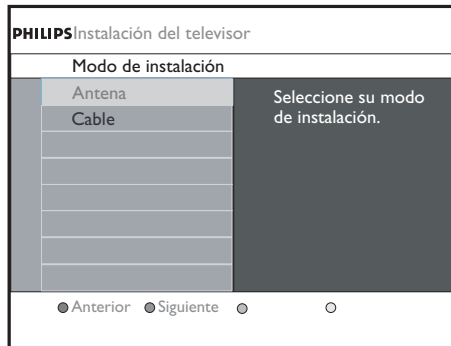 PHILIPS Instalación del televisor
Modo de instalación
Antena
Cable
Seleccione su modo
de instalación.
Anterior Siguiente